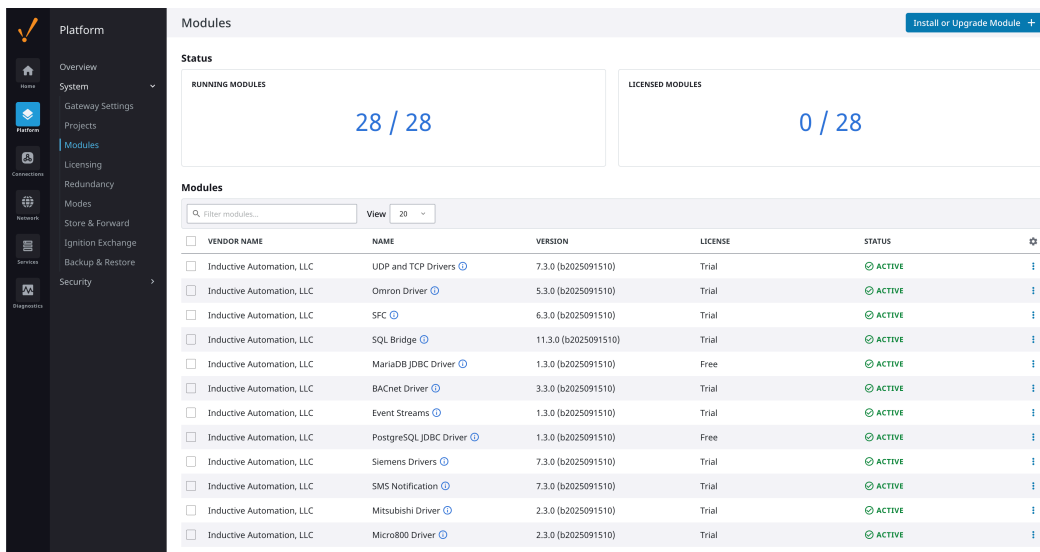 Platform
Modules
Install or Upgrade Module +
Home
Platform
Connections
Network
Services
Diagnostics
Overview
System
Gateway Settings
Projects
Modules
Licensing
Redundancy
Modes
Store & Forward
Ignition Exchange
Backup & Restore
Security
Status
RUNNING MODULES
28 / 28
LICENSED MODULES
0 / 28
Modules
Filter modules...
View 20
VENDOR NAME NAME VERSION LICENSE STATUS
Inductive Automation, LLC UDP and TCP Drivers 7.3.0 (b2025091510) Trial ACTIVE
Inductive Automation, LLC Omron Driver 5.3.0 (b2025091510) Trial ACTIVE
Inductive Automation, LLC SFC 6.3.0 (b2025091510) Trial ACTIVE
Inductive Automation, LLC SQL Bridge 11.3.0 (b2025091510) Trial ACTIVE
Inductive Automation, LLC MariaDB JDBC Driver 1.3.0 (b2025091510) Free ACTIVE
Inductive Automation, LLC BACnet Driver 3.3.0 (b2025091510) Trial ACTIVE
Inductive Automation, LLC Event Streams 1.3.0 (b2025091510) Trial ACTIVE
Inductive Automation, LLC PostgreSQL JDBC Driver 1.3.0 (b2025091510) Free ACTIVE
Inductive Automation, LLC Siemens Drivers 7.3.0 (b2025091510) Trial ACTIVE
Inductive Automation, LLC SMS Notification 7.3.0 (b2025091510) Trial ACTIVE
Inductive Automation, LLC Mitsubishi Driver 2.3.0 (b2025091510) Trial ACTIVE
Inductive Automation, LLC Micro800 Driver 2.3.0 (b2025091510) Trial ACTIVE